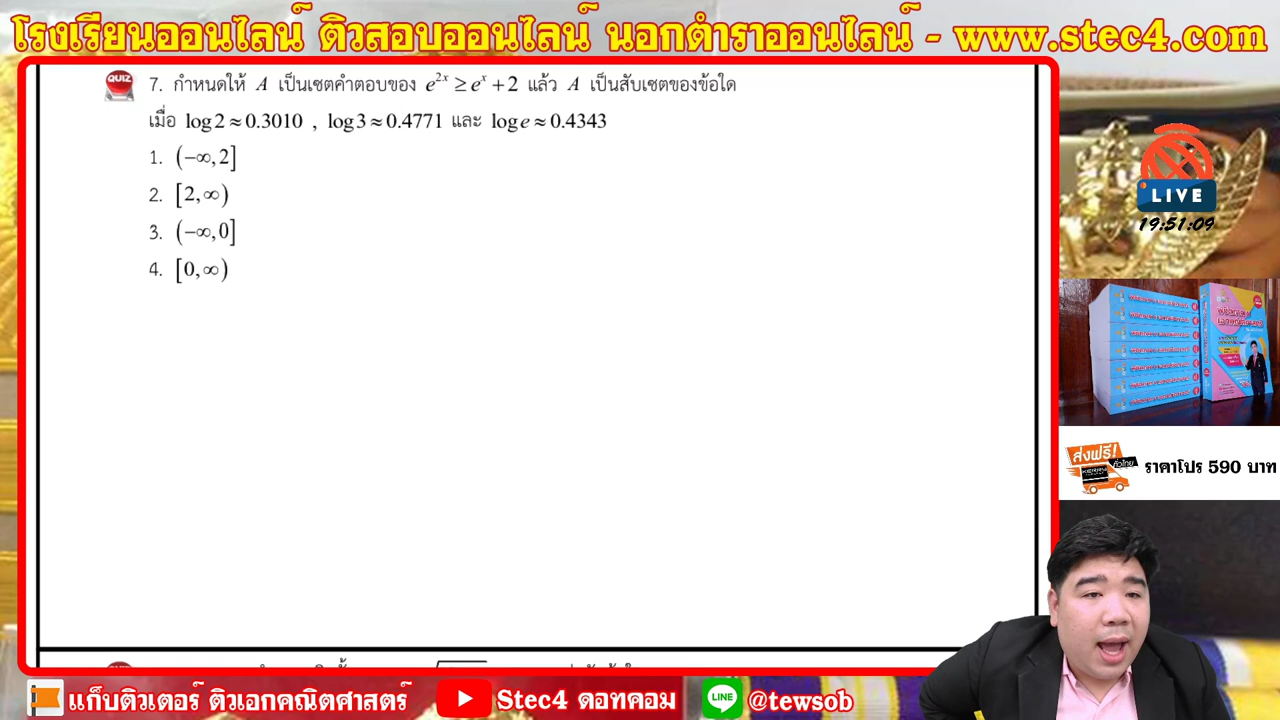 โรงเรียนออนไลน์ ติวสอบออนไลน์ นอกตำราออนไลน์ - www.stec4.com
QUIZ
7. กำหนดให้ A เป็นเซตคำตอบของ e^{2x} ≥ e^x + 2 แล้ว A เป็นสับเซตของข้อใด
เมื่อ log 2 ≈ 0.3010 , log 3 ≈ 0.4771 และ log e ≈ 0.4343
1. (−∞, 2]
2. [2, ∞)
3. (−∞, 0]
4. [0, ∞)
LIVE
19:51:09
ส่งฟรี!
ทั่วไทย
KERRY
ราคาโปร 590 บาท
แก็บติวเตอร์ ติวเอกคณิตศาสตร์
Stec4 ดอทคอม
LINE
@tewsob